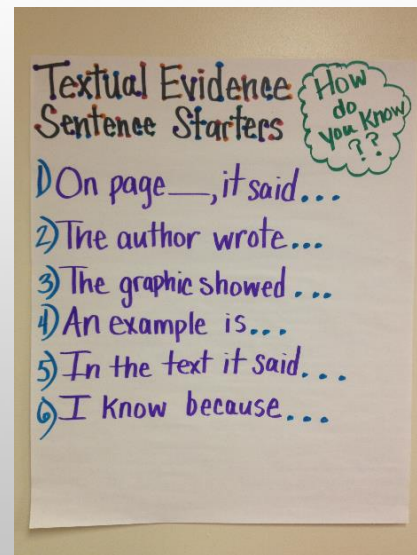 Textual Evidence
Sentence Starters
How
do
you know
??
1) On page___, it said...
2) The author wrote...
3) The graphic showed...
4) An example is...
5) In the text it said...
6) I know because...